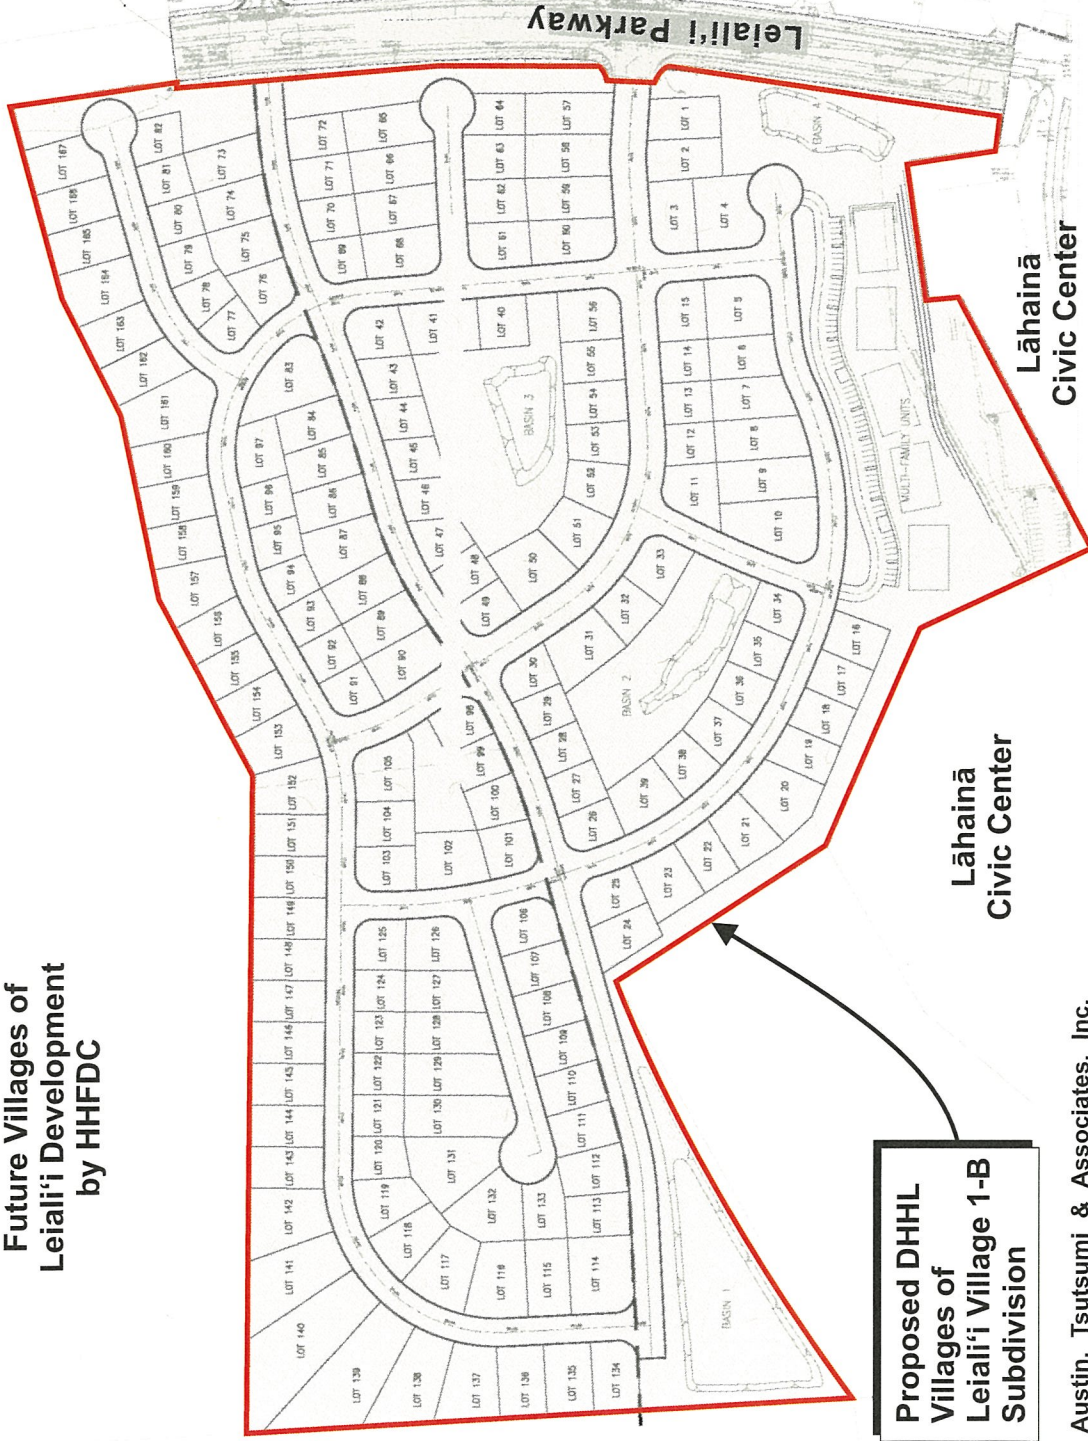 Leiali‘i Parkway
Future Villages of
Leiali‘i Development
by HHFDC
Lāhainā
Civic Center
Lāhainā
Civic Center
Proposed DHHL
Villages of
Leiali‘i Village 1-B
Subdivision
Austin, Tsutsumi & Associates, Inc.
MULTI-FAMILY UNITS
BASIN 1
BASIN 2
BASIN 3
BASIN 4
LOT 1
LOT 2
LOT 3
LOT 4
LOT 5
LOT 6
LOT 7
LOT 8
LOT 9
LOT 10
LOT 11
LOT 12
LOT 13
LOT 14
LOT 15
LOT 16
LOT 17
LOT 18
LOT 19
LOT 20
LOT 21
LOT 22
LOT 23
LOT 24
LOT 25
LOT 26
LOT 27
LOT 28
LOT 29
LOT 30
LOT 31
LOT 32
LOT 33
LOT 34
LOT 35
LOT 36
LOT 37
LOT 38
LOT 39
LOT 40
LOT 41
LOT 42
LOT 43
LOT 44
LOT 45
LOT 46
LOT 47
LOT 48
LOT 49
LOT 50
LOT 51
LOT 52
LOT 53
LOT 54
LOT 55
LOT 56
LOT 57
LOT 58
LOT 59
LOT 60
LOT 61
LOT 62
LOT 63
LOT 64
LOT 65
LOT 66
LOT 67
LOT 68
LOT 69
LOT 70
LOT 71
LOT 72
LOT 73
LOT 74
LOT 75
LOT 76
LOT 77
LOT 78
LOT 79
LOT 80
LOT 81
LOT 82
LOT 83
LOT 84
LOT 85
LOT 86
LOT 87
LOT 88
LOT 89
LOT 90
LOT 91
LOT 92
LOT 93
LOT 94
LOT 95
LOT 96
LOT 97
LOT 98
LOT 99
LOT 100
LOT 101
LOT 102
LOT 103
LOT 104
LOT 105
LOT 106
LOT 107
LOT 108
LOT 109
LOT 110
LOT 111
LOT 112
LOT 113
LOT 114
LOT 115
LOT 116
LOT 117
LOT 118
LOT 119
LOT 120
LOT 121
LOT 122
LOT 123
LOT 124
LOT 125
LOT 126
LOT 127
LOT 128
LOT 129
LOT 130
LOT 131
LOT 132
LOT 133
LOT 134
LOT 135
LOT 136
LOT 137
LOT 138
LOT 139
LOT 140
LOT 141
LOT 142
LOT 143
LOT 144
LOT 145
LOT 146
LOT 147
LOT 148
LOT 149
LOT 150
LOT 151
LOT 152
LOT 153
LOT 154
LOT 155
LOT 156
LOT 157
LOT 158
LOT 159
LOT 160
LOT 161
LOT 162
LOT 163
LOT 164
LOT 165
LOT 166
LOT 167